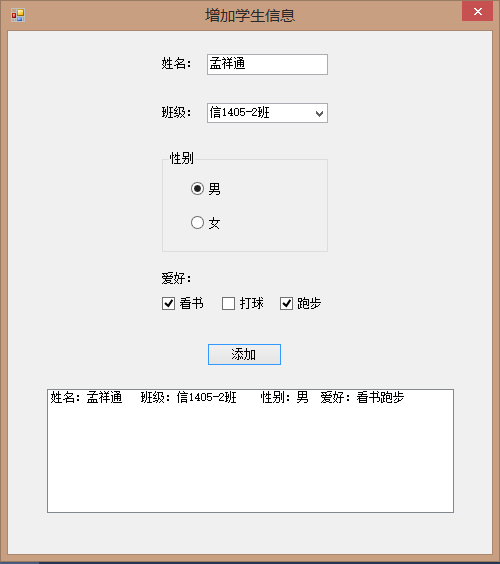 增加学生信息
姓名： 孟祥通
班级： 信1405-2班
性别
男
女
爱好：
看书 打球 跑步
添加
姓名：孟祥通 班级：信1405-2班 性别：男 爱好：看书跑步